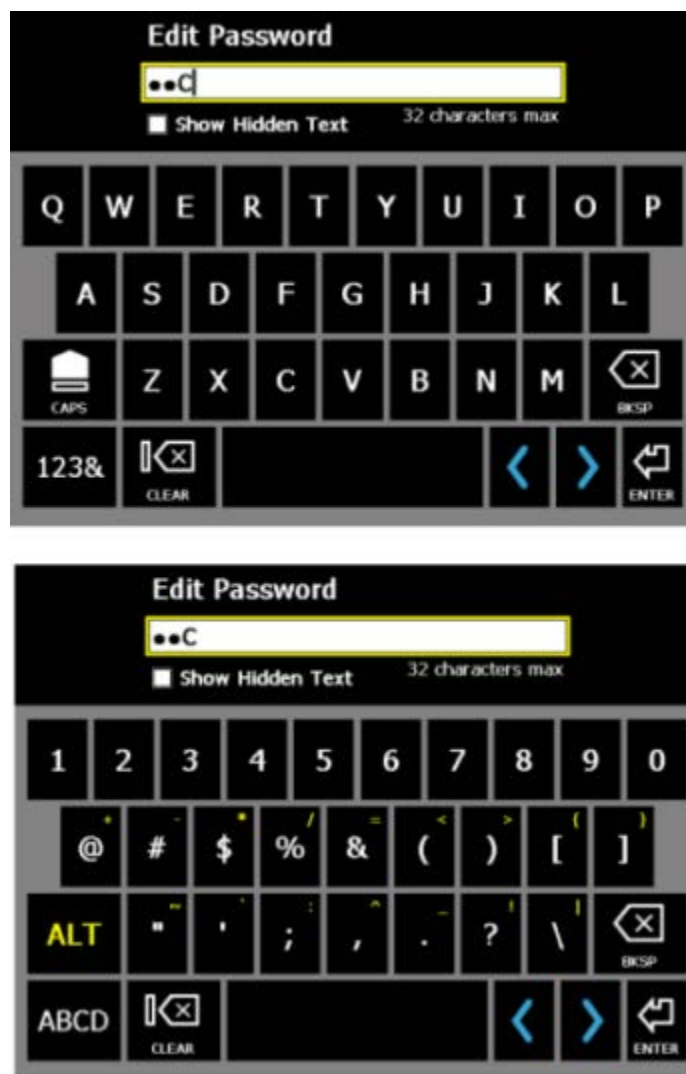 Edit Password
••C
Show Hidden Text 32 characters max
Q W E R T Y U I O P
A S D F G H J K L
CAPS Z X C V B N M BKSP
123& CLEAR ENTER
Edit Password
••C
Show Hidden Text 32 characters max
1 2 3 4 5 6 7 8 9 0
@ + # - $ * % / & = ( < ) > [ { ] }
ALT " ~ ' ` ; : , ^ . _ ? ! \ | BKSP
ABCD CLEAR ENTER